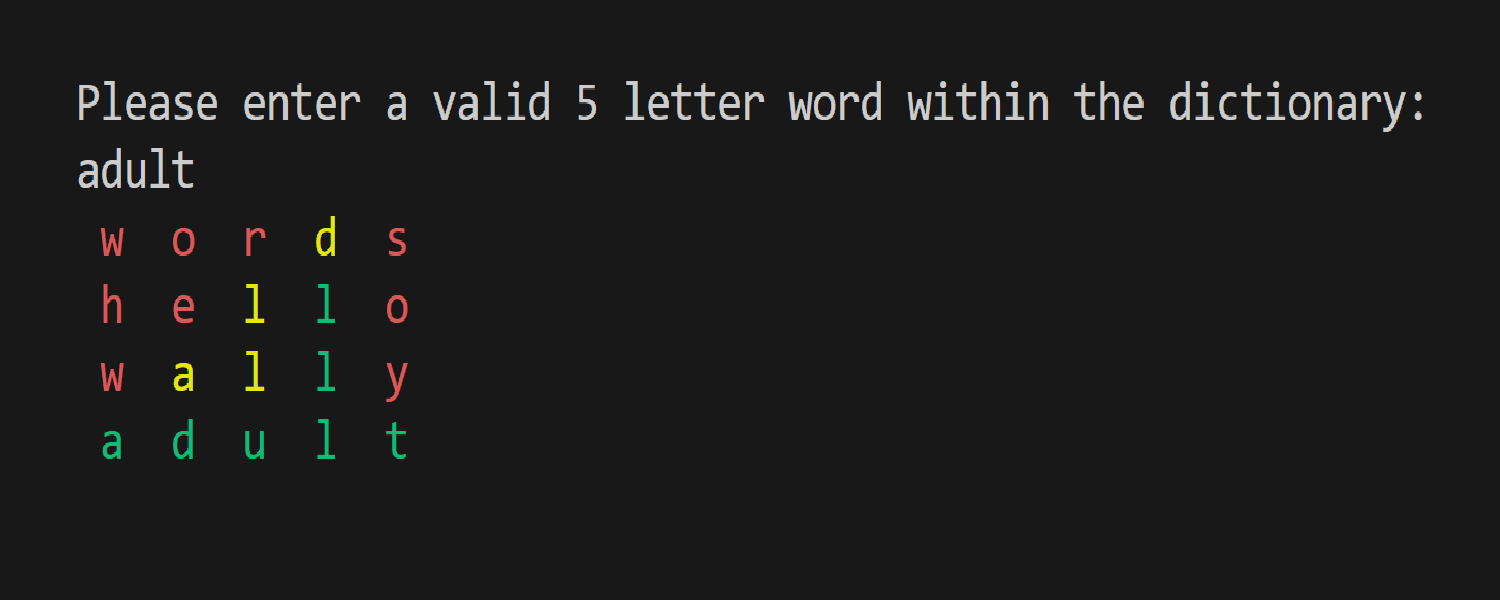 Please enter a valid 5 letter word within the dictionary:
adult
w o r d s
h e l l o
w a l l y
a d u l t